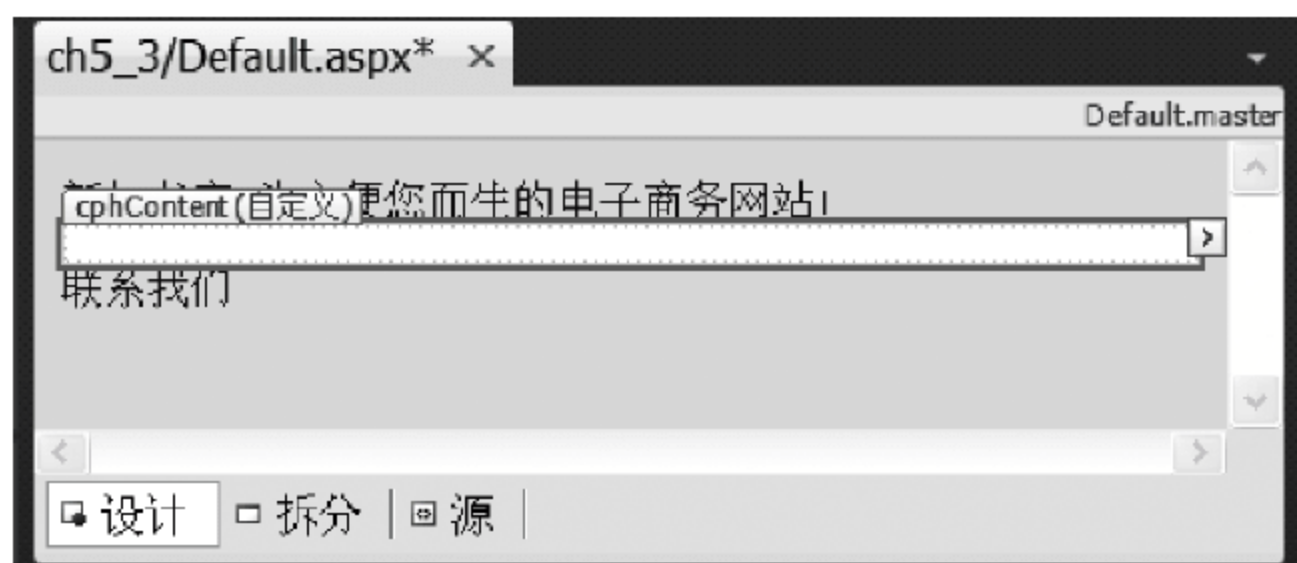 ch5_3/Default.aspx* ×
Default.master
便您而生的电子商务网站!
cphContent (自定义)
>
联系我们
设计 拆分 源